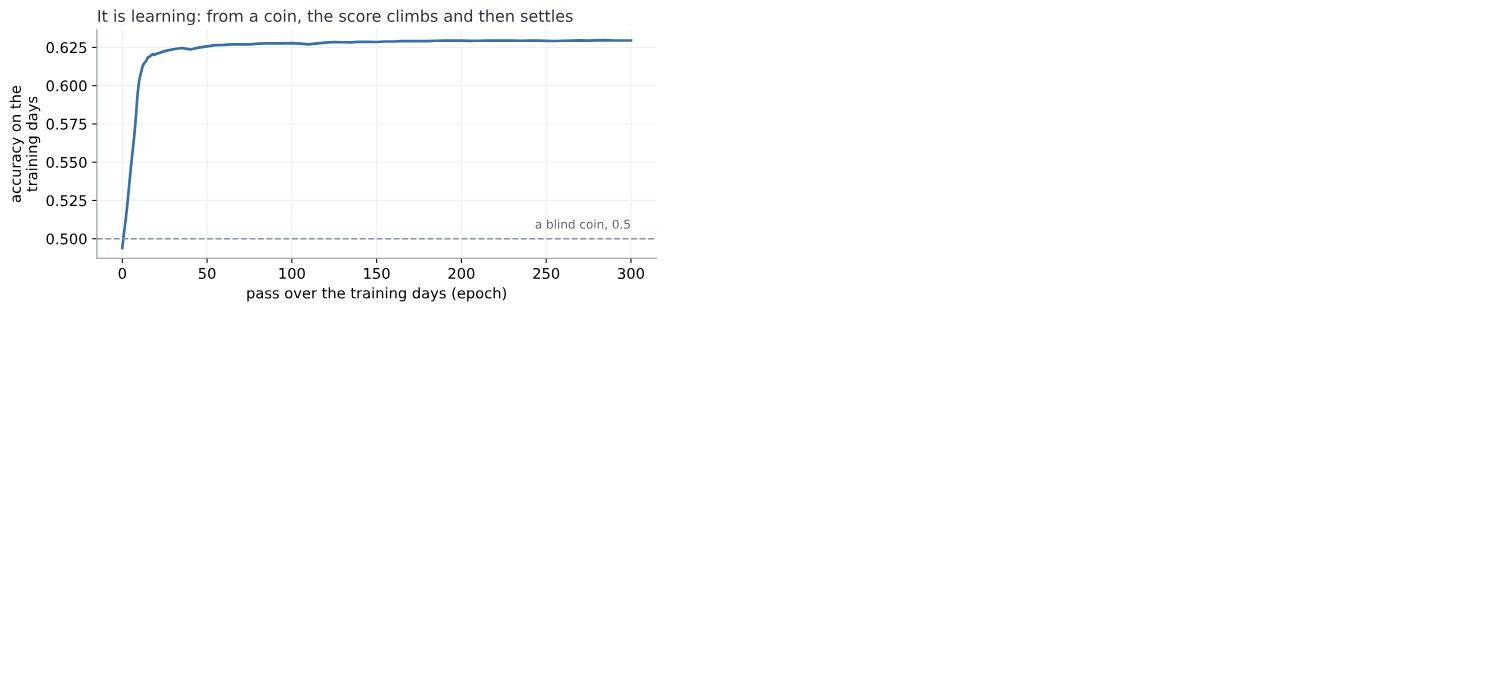 It is learning: from a coin, the score climbs and then settles
accuracy on the
training days
0.625
0.600
0.575
0.550
0.525
0.500
a blind coin, 0.5
0 50 100 150 200 250 300
pass over the training days (epoch)